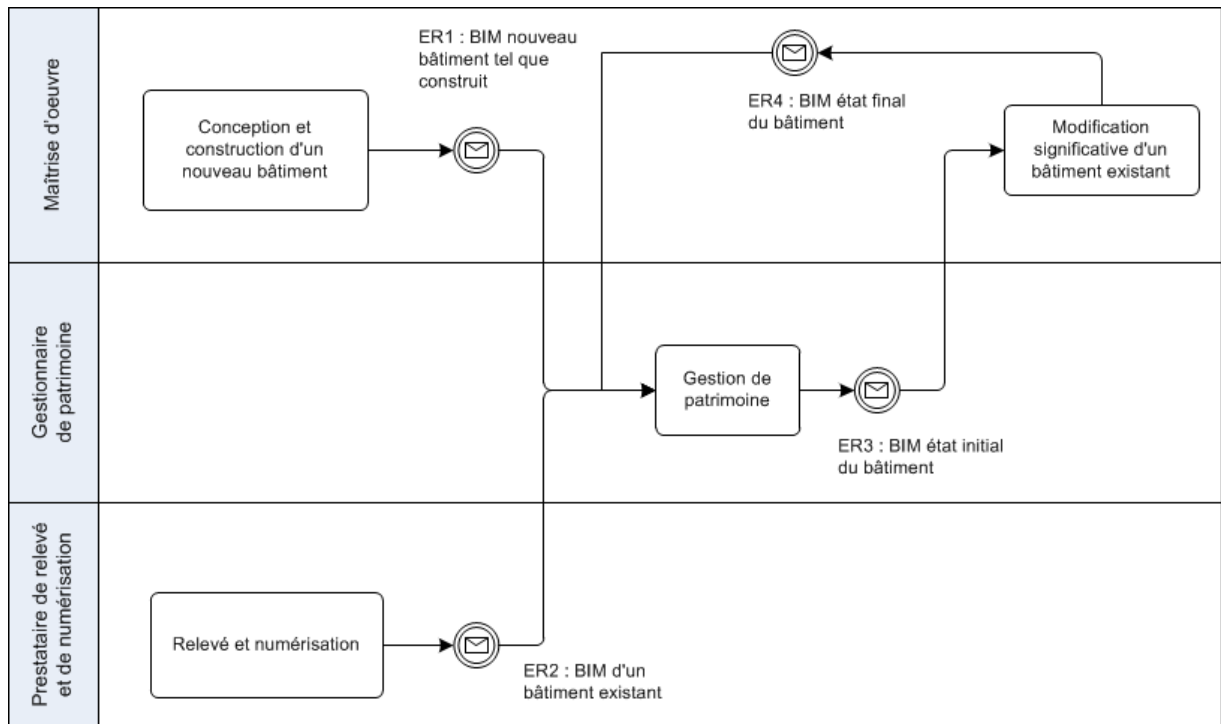 Maîtrise d'oeuvre
Conception et
construction d'un
nouveau bâtiment
ER1 : BIM nouveau
bâtiment tel que
construit
ER4 : BIM état final
du bâtiment
Modification
significative d'un
bâtiment existant
Gestionnaire
de patrimoine
Gestion de
patrimoine
ER3 : BIM état initial
du bâtiment
Prestataire de relevé
et de numérisation
Relevé et numérisation
ER2 : BIM d'un
bâtiment existant